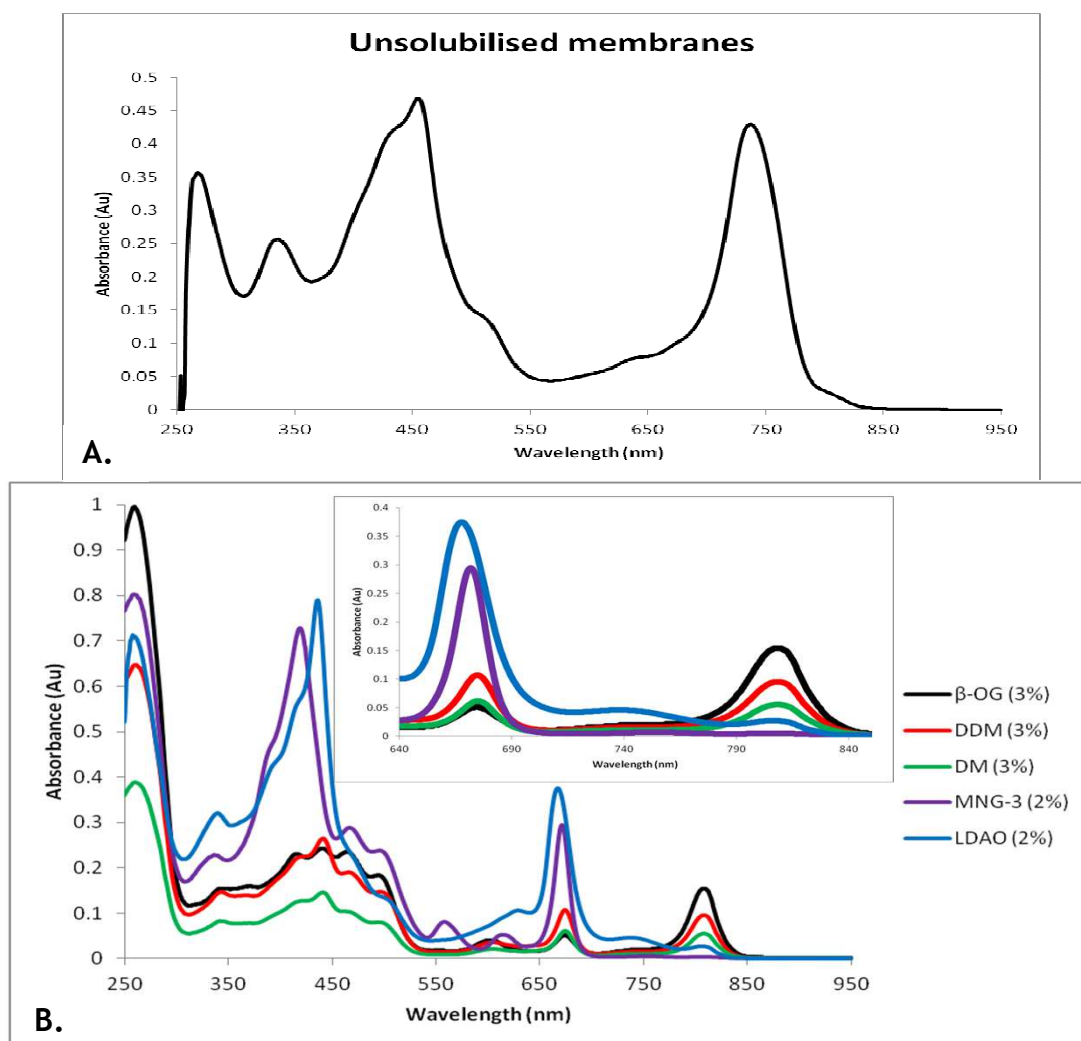 Unsolubilised membranes
Absorbance (Au)
0.5
0.45
0.4
0.35
0.3
0.25
0.2
0.15
0.1
0.05
0
250 350 450 550 650 750 850 950
Wavelength (nm)
A.
Absorbance (Au)
1
0.9
0.8
0.7
0.6
0.5
0.4
0.3
0.2
0.1
0
250 350 450 550 650 750 850 950
Wavelength (nm)
B.
Absorbance (Au)
0.4
0.35
0.3
0.25
0.2
0.15
0.1
0.05
0
640 690 740 790 840
Wavelength (nm)
β-OG (3%)
DDM (3%)
DM (3%)
MNG-3 (2%)
LDAO (2%)